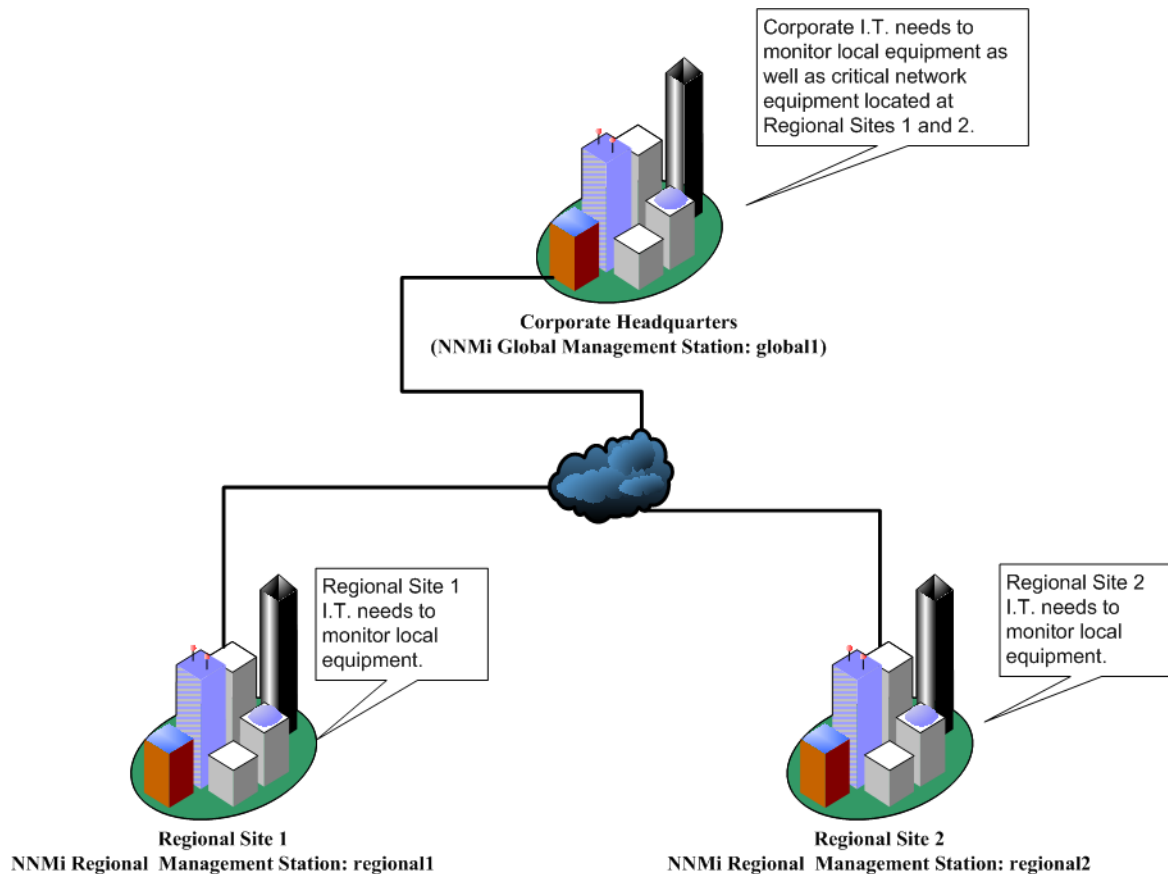 Corporate I.T. needs to
monitor local equipment as
well as critical network
equipment located at
Regional Sites 1 and 2.
Corporate Headquarters
(NNMi Global Management Station: global1)
Regional Site 1
I.T. needs to
monitor local
equipment.
Regional Site 2
I.T. needs to
monitor local
equipment.
Regional Site 1
NNMi Regional Management Station: regional1
Regional Site 2
NNMi Regional Management Station: regional2